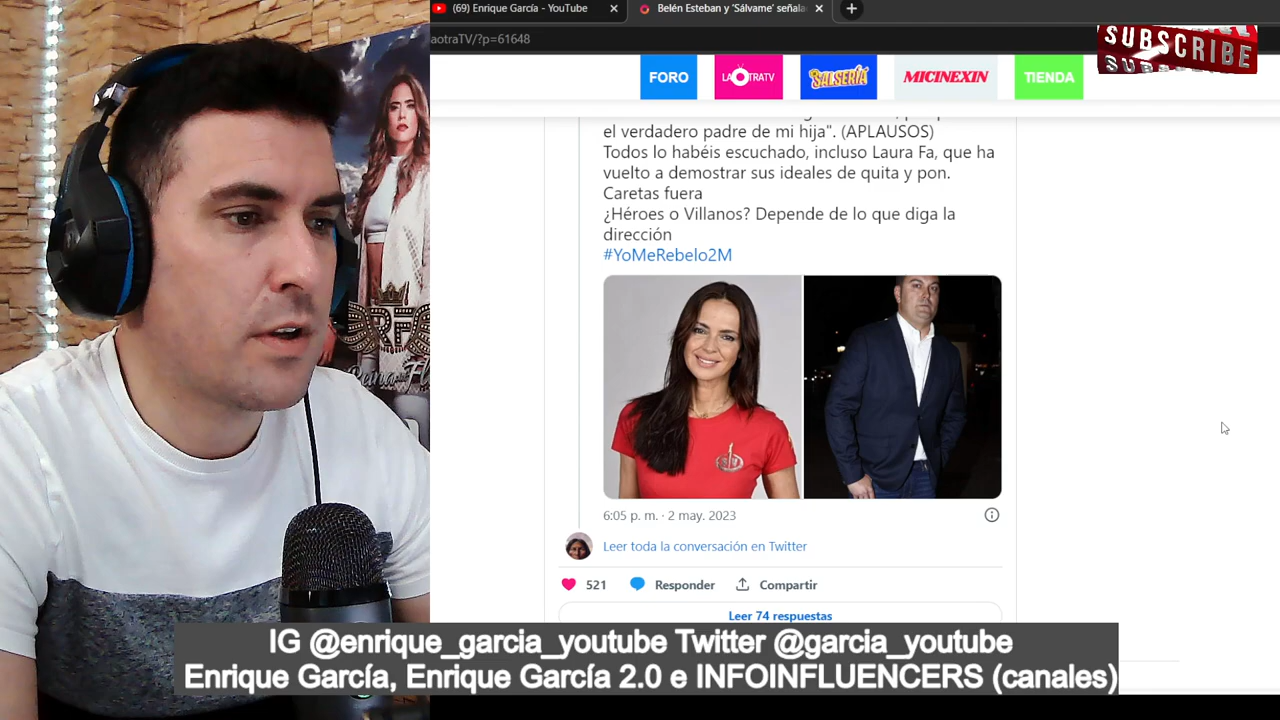 (69) Enrique García - YouTube
Belén Esteban y 'Sálvame' señala
aotraTV/?p=61648
SUBSCRIBE
FORO
LAOTRATV
SALSERÍA
MICINEXIN
TIENDA
el verdadero padre de mi hija". (APLAUSOS)
Todos lo habéis escuchado, incluso Laura Fa, que ha
vuelto a demostrar sus ideales de quita y pon.
Caretas fuera
¿Héroes o Villanos? Depende de lo que diga la
dirección
#YoMeRebelo2M
6:05 p. m. · 2 may. 2023
Leer toda la conversación en Twitter
521 Responder Compartir
Leer 74 respuestas
IG @enrique_garcia_youtube Twitter @garcia_youtube
Enrique García, Enrique García 2.0 e INFOINFLUENCERS (canales)